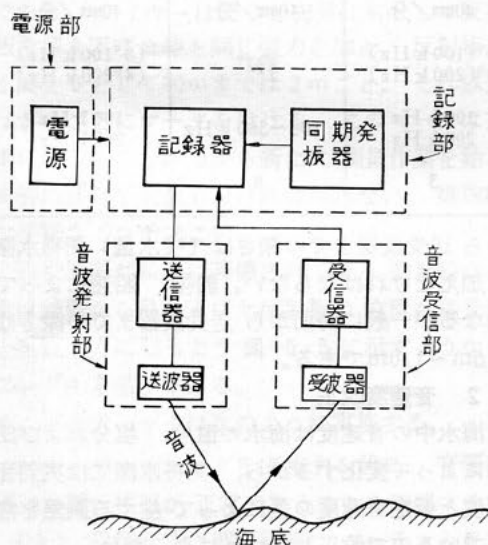 電源部
電源
記録器
同期発振器
記録部
音波発射部
送信器
送波器
受信器
受波器
音波受信部
音波
海底